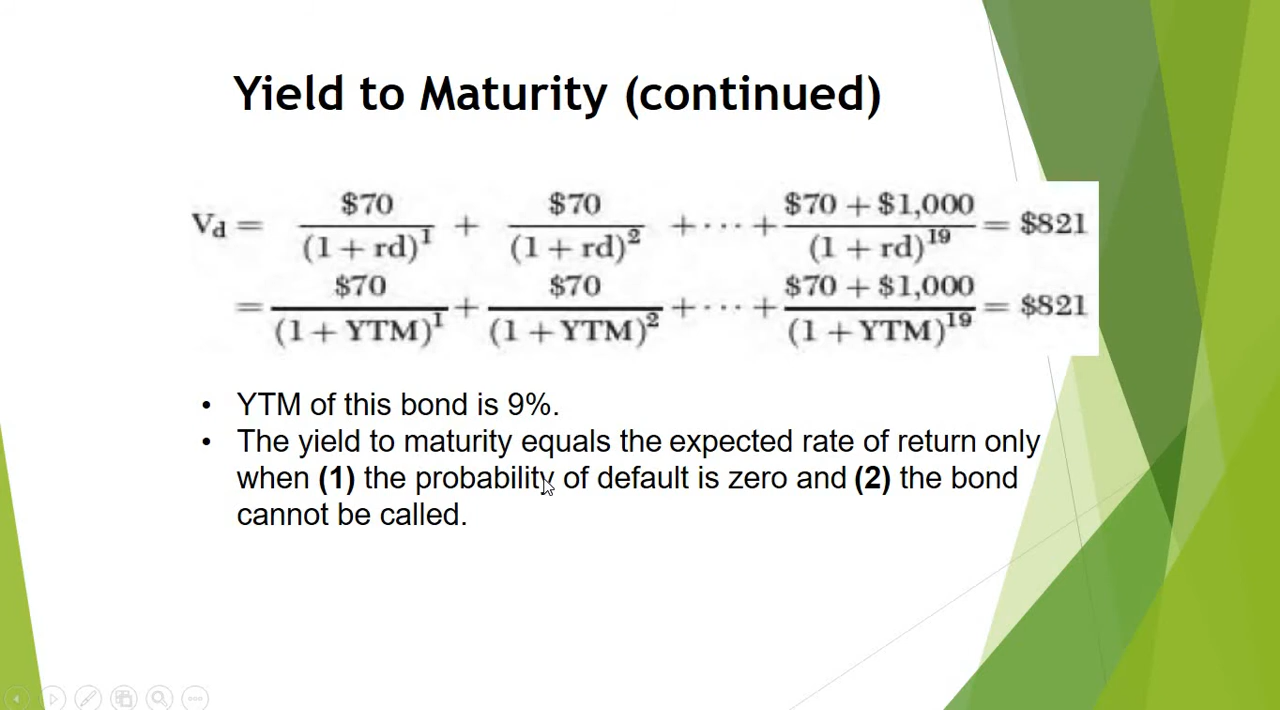 Yield to Maturity (continued)
Vd = $70 / (1 + rd)^1 + $70 / (1 + rd)^2 + · · · + $70 + $1,000 / (1 + rd)^19 = $821
= $70 / (1 + YTM)^1 + $70 / (1 + YTM)^2 + · · · + $70 + $1,000 / (1 + YTM)^19 = $821
• YTM of this bond is 9%.
• The yield to maturity equals the expected rate of return only
when (1) the probability of default is zero and (2) the bond
cannot be called.